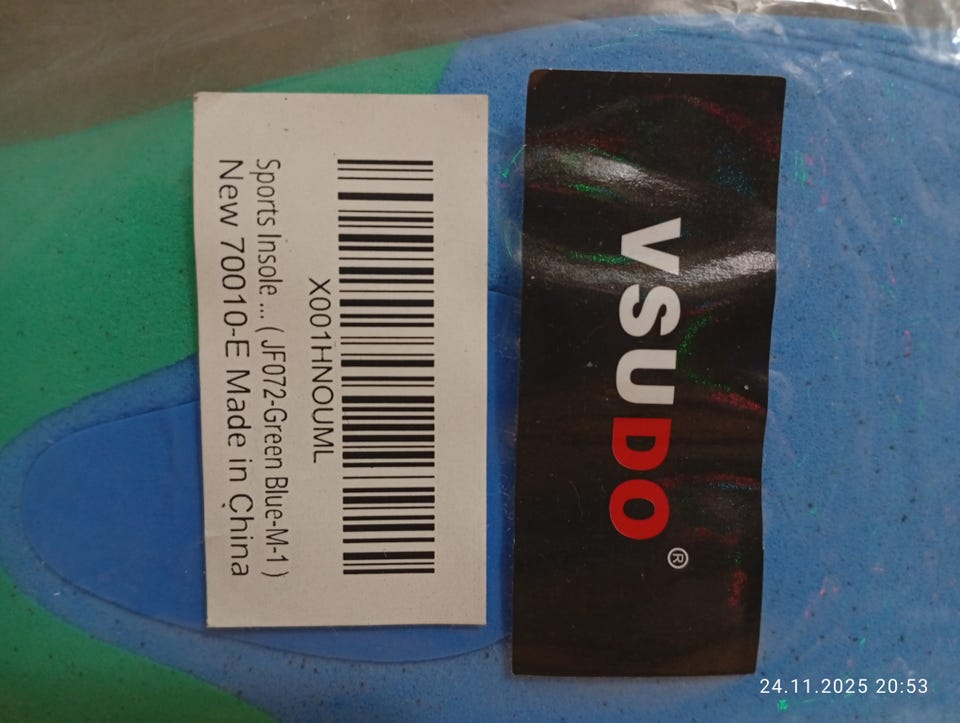 VSUDO®
X001HNOUML
Sports Insole ... ( JF072-Green Blue-M-1 )
New 70010-E Made in China
24.11.2025 20:53